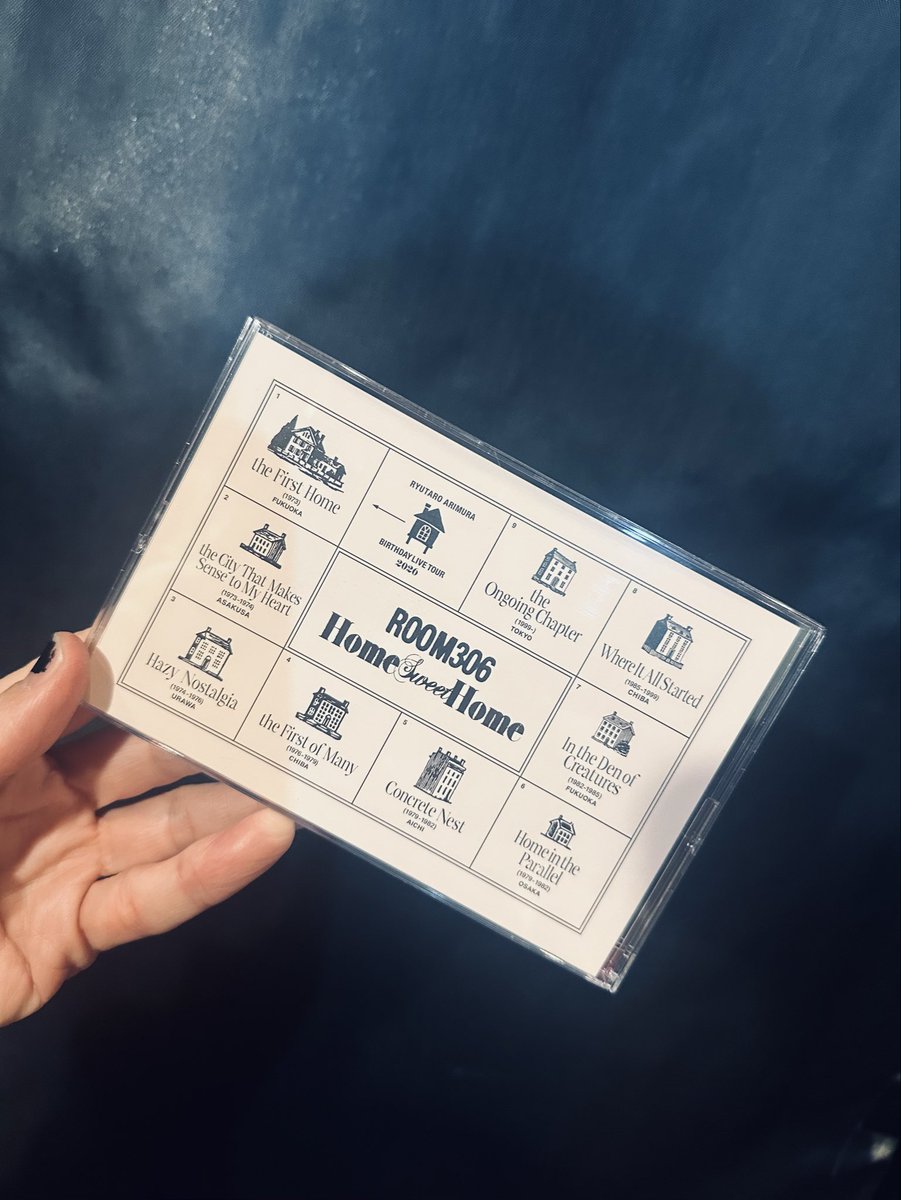 1
the First Home
(1973)
FUKUOKA
RYUTARO ARIMURA
BIRTHDAY LIVE TOUR
2026
9
the
Ongoing Chapter
(1999-)
TOKYO
8
Where It All Started
(1985-1999)
CHIBA
2
the City That Makes
Sense to My Heart
(1973-1974)
ASAKUSA
ROOM306
Home Sweet Home
7
In the Den of
Creatures
(1982-1985)
FUKUOKA
3
Hazy Nostalgia
(1974-1976)
URAWA
4
the First of Many
(1976-1979)
CHIBA
5
Concrete Nest
(1979-1982)
AICHI
6
Home in the
Parallel
(1979-1982)
OSAKA